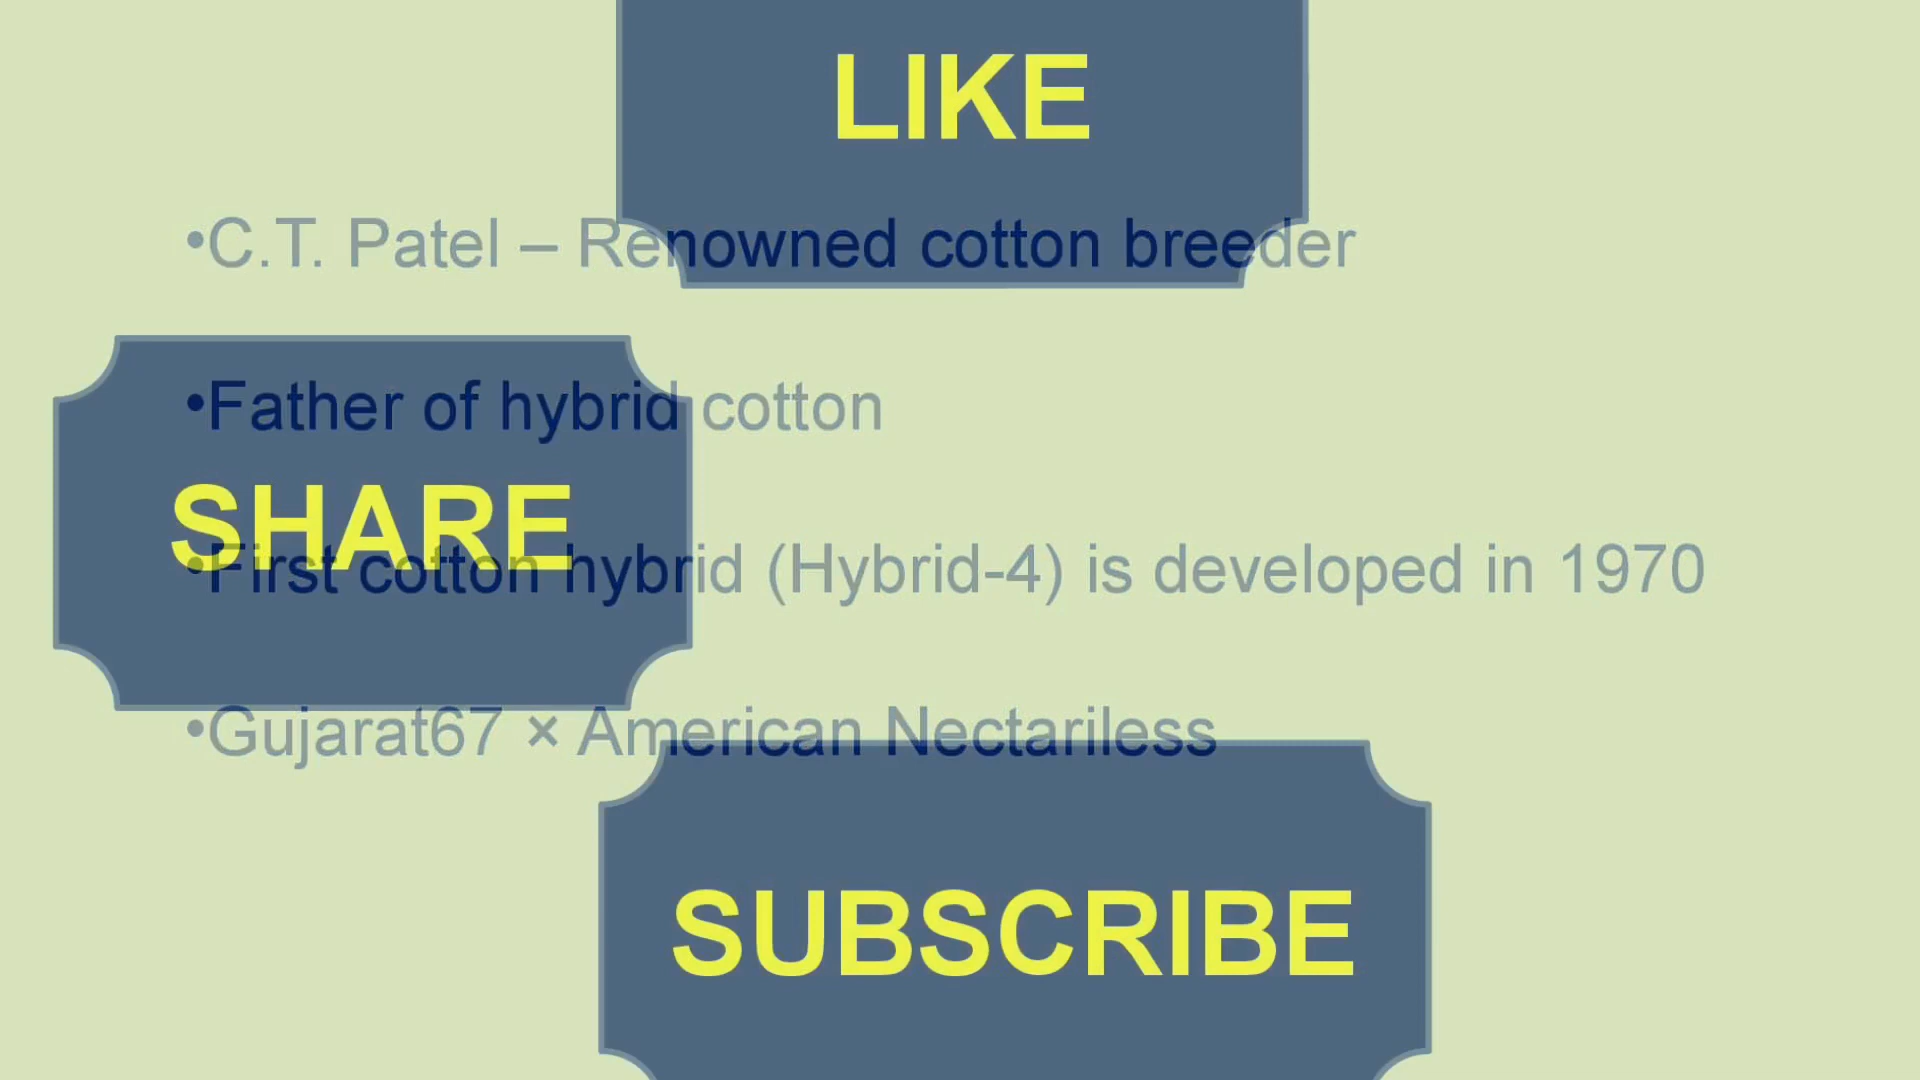 LIKE
•C.T. Patel – Renowned cotton breeder
•Father of hybrid cotton
SHARE
•First cotton hybrid (Hybrid-4) is developed in 1970
•Gujarat67 × American Nectariless
SUBSCRIBE